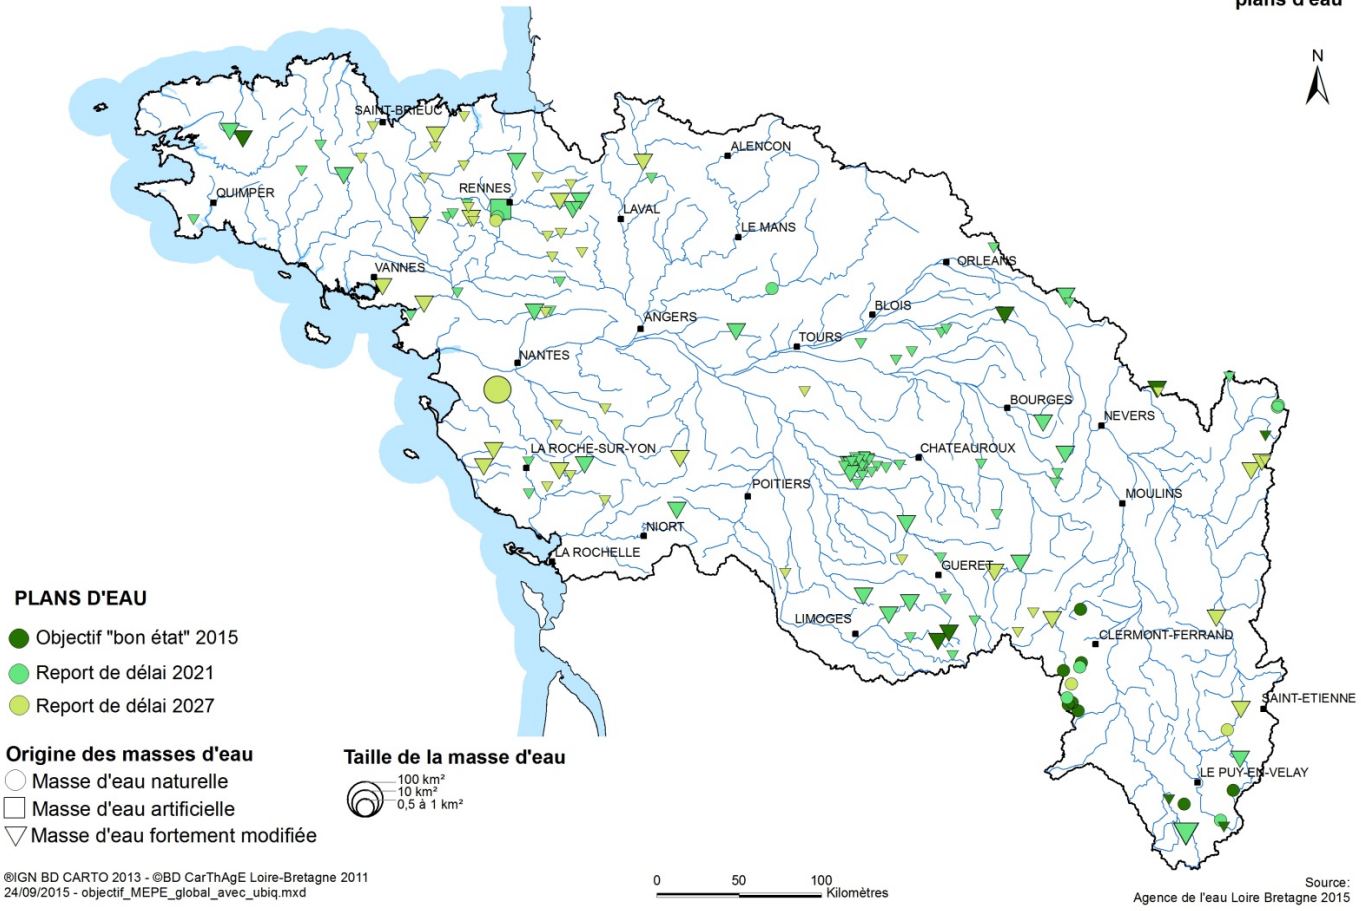 plans d'eau
N
SAINT-BRIEUC
ALENCON
QUIMPER
RENNES
LAVAL
LE MANS
VANNES
ORLEANS
BLOIS
ANGERS
TOURS
NANTES
BOURGES
NEVERS
LA ROCHE-SUR-YON
CHATEAUROUX
POITIERS
MOULINS
NIORT
LA ROCHELLE
GUERET
LIMOGES
CLERMONT-FERRAND
SAINT-ETIENNE
LE PUY-EN-VELAY
PLANS D'EAU
Objectif "bon état" 2015
Report de délai 2021
Report de délai 2027
Origine des masses d'eau
Masse d'eau naturelle
Masse d'eau artificielle
Masse d'eau fortement modifiée
Taille de la masse d'eau
100 km²
10 km²
0,5 à 1 km²
®IGN BD CARTO 2013 - ©BD CarThAgE Loire-Bretagne 2011
24/09/2015 - objectif_MEPE_global_avec_ubiq.mxd
0 50 100
Kilomètres
Source:
Agence de l'eau Loire Bretagne 2015